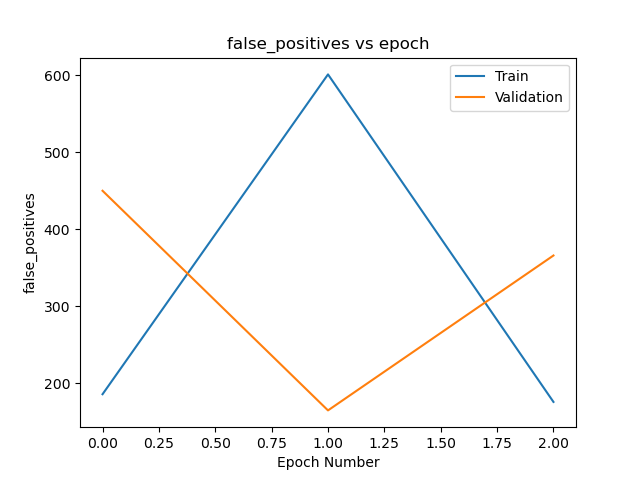 false_positives vs epoch
Train
Validation
600
500
400
300
200
false_positives
0.00 0.25 0.50 0.75 1.00 1.25 1.50 1.75 2.00
Epoch Number